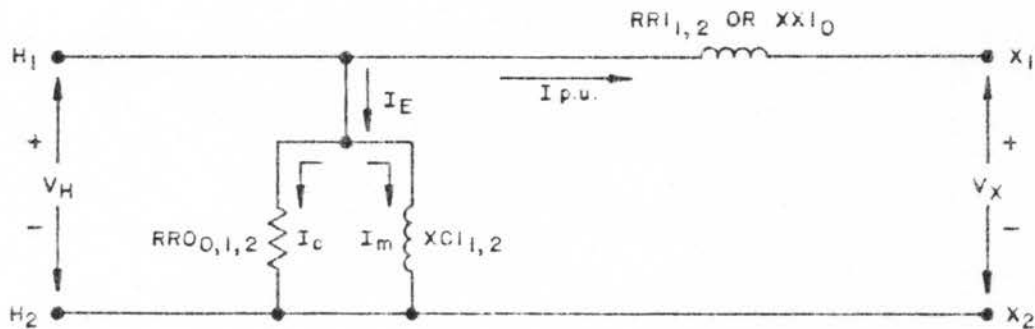 RRI1,2 OR XXI0
H1
X1
I p.u.
IE
+
+
VH
VX
−
−
RRO0,1,2
Ic
Im
XCI1,2
H2
X2